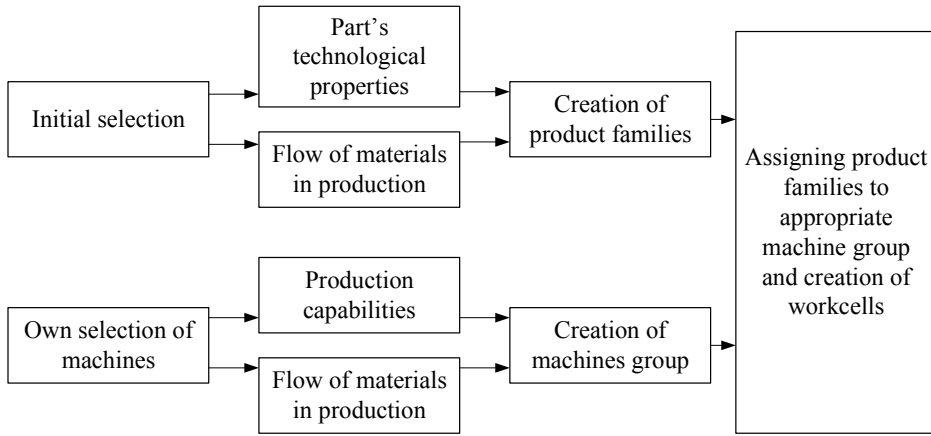 Initial selection
Part's
technological
properties
Flow of materials
in production
Creation of
product families
Own selection of
machines
Production
capabilities
Flow of materials
in production
Creation of
machines group
Assigning product
families to
appropriate
machine group
and creation of
workcells